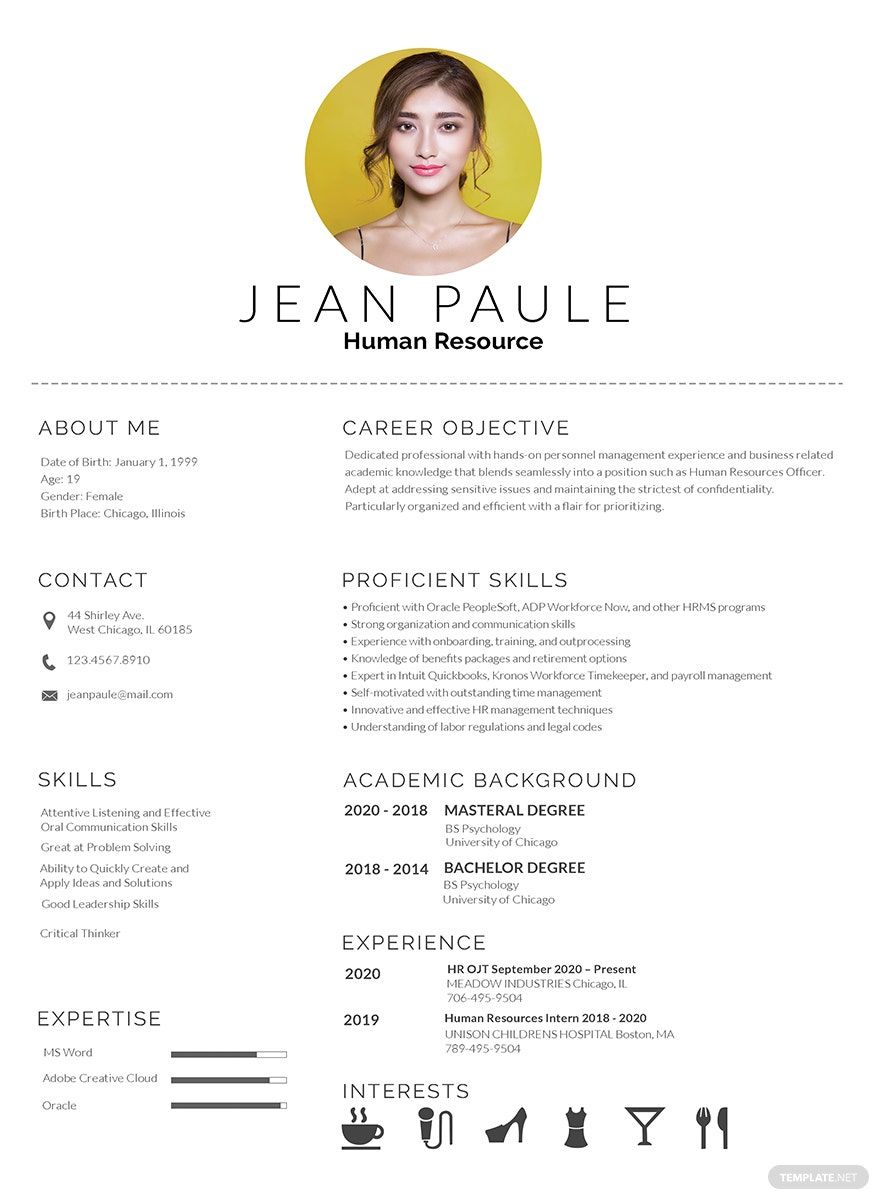 JEAN PAULE
Human Resource
ABOUT ME
Date of Birth: January 1, 1999
Age: 19
Gender: Female
Birth Place: Chicago, Illinois
CONTACT
44 Shirley Ave.
West Chicago, IL 60185
123.4567.8910
jeanpaule@mail.com
SKILLS
Attentive Listening and Effective
Oral Communication Skills
Great at Problem Solving
Ability to Quickly Create and
Apply Ideas and Solutions
Good Leadership Skills
Critical Thinker
EXPERTISE
MS Word
Adobe Creative Cloud
Oracle
CAREER OBJECTIVE
Dedicated professional with hands-on personnel management experience and business related
academic knowledge that blends seamlessly into a position such as Human Resources Officer.
Adept at addressing sensitive issues and maintaining the strictest of confidentiality.
Particularly organized and efficient with a flair for prioritizing.
PROFICIENT SKILLS
• Proficient with Oracle PeopleSoft, ADP Workforce Now, and other HRMS programs
• Strong organization and communication skills
• Experience with onboarding, training, and outprocessing
• Knowledge of benefits packages and retirement options
• Expert in Intuit Quickbooks, Kronos Workforce Timekeeper, and payroll management
• Self-motivated with outstanding time management
• Innovative and effective HR management techniques
• Understanding of labor regulations and legal codes
ACADEMIC BACKGROUND
2020 - 2018 MASTERAL DEGREE
BS Psychology
University of Chicago
2018 - 2014 BACHELOR DEGREE
BS Psychology
University of Chicago
EXPERIENCE
2020 HR OJT September 2020 – Present
MEADOW INDUSTRIES Chicago, IL
706-495-9504
2019 Human Resources Intern 2018 - 2020
UNISON CHILDRENS HOSPITAL Boston, MA
789-495-9504
INTERESTS
TEMPLATE.NET